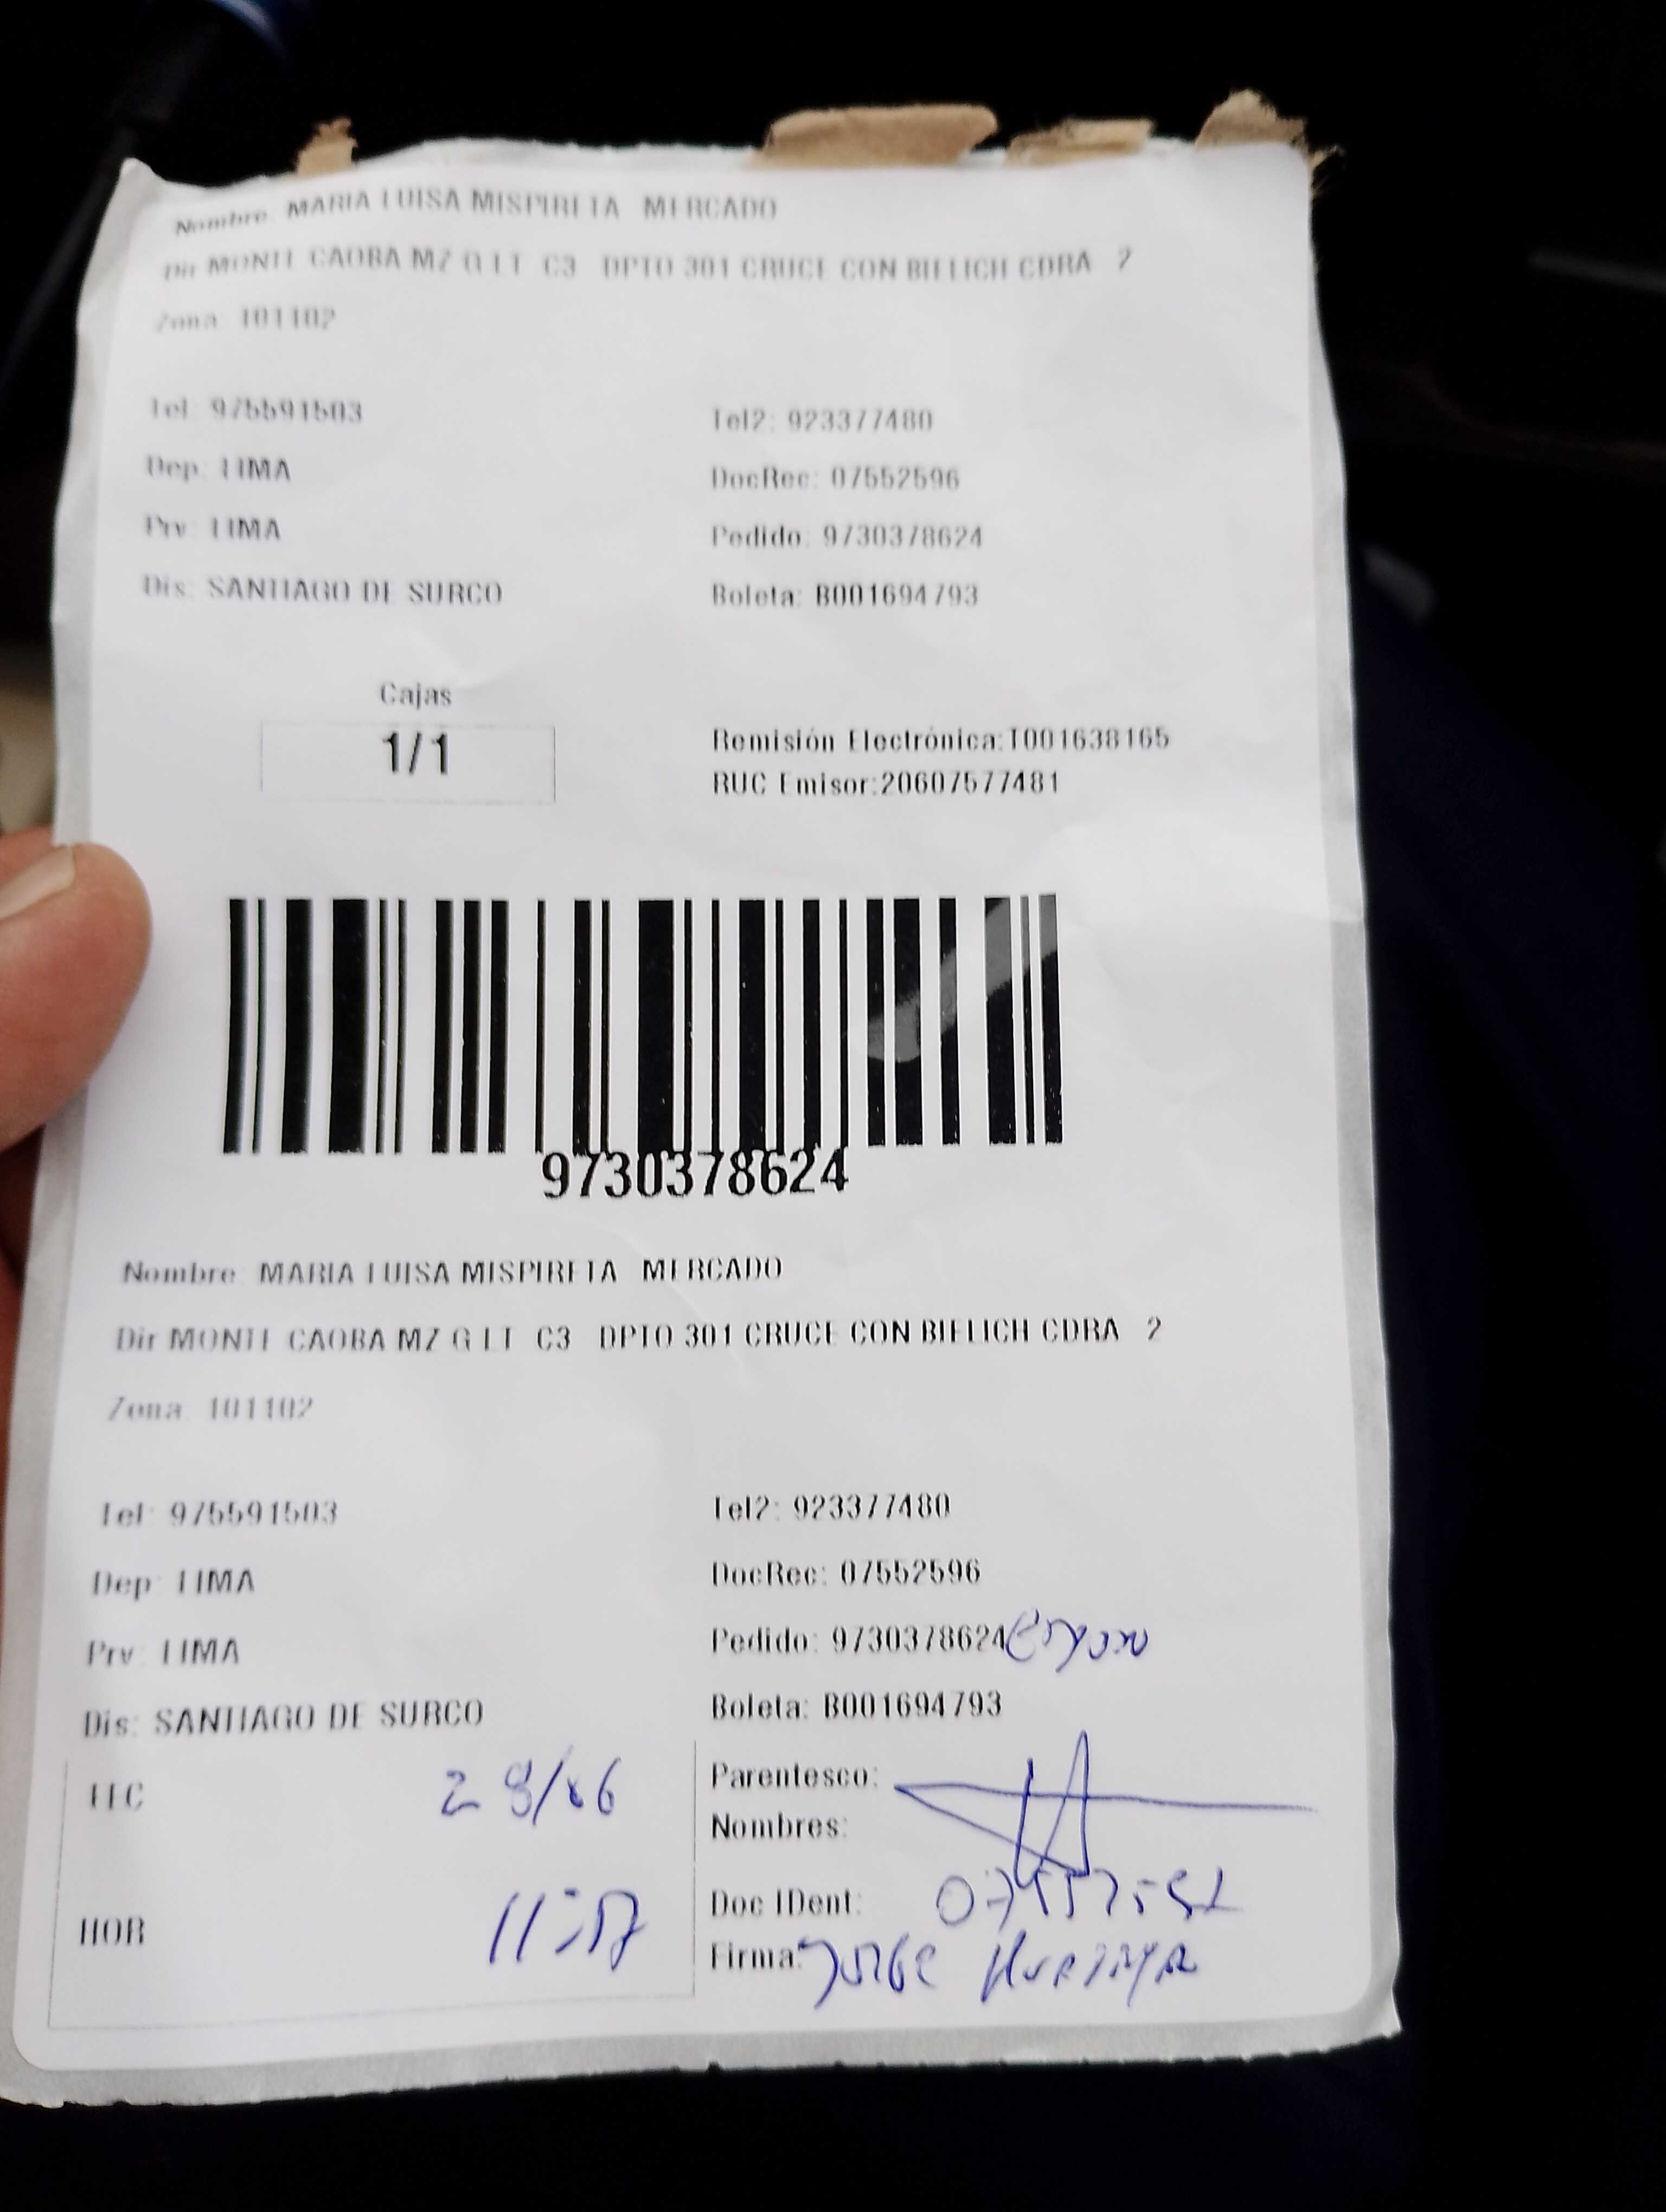 Nombre MARIA LUISA MISPIRETA MERCADO
Dir MONTE CAOBA MZ G LT C3 DPTO 301 CRUCE CON BIELICH CDRA 2
Zona: 101102
Tel: 975591503 Tel2: 923377480
Dep: LIMA DocRec: 07552596
Prv: LIMA Pedido: 9730378624
Dis: SANTIAGO DE SURCO Boleta: B001694793
Cajas
1/1
Remisión Electrónica:T001638165
RUC Emisor:20607577481
9730378624
Nombre MARIA LUISA MISPIRETA MERCADO
Dir MONTE CAOBA MZ G LT C3 DPTO 301 CRUCE CON BIELICH CDRA 2
Zona: 101102
Tel: 975591503 Tel2: 923377480
Dep: LIMA DocRec: 07552596
Prv: LIMA Pedido: 9730378624
Dis: SANTIAGO DE SURCO Boleta: B001694793
FEC 28/06 Parentesco:
Nombres:
HOR Doc IDent:
Firma: JORGE